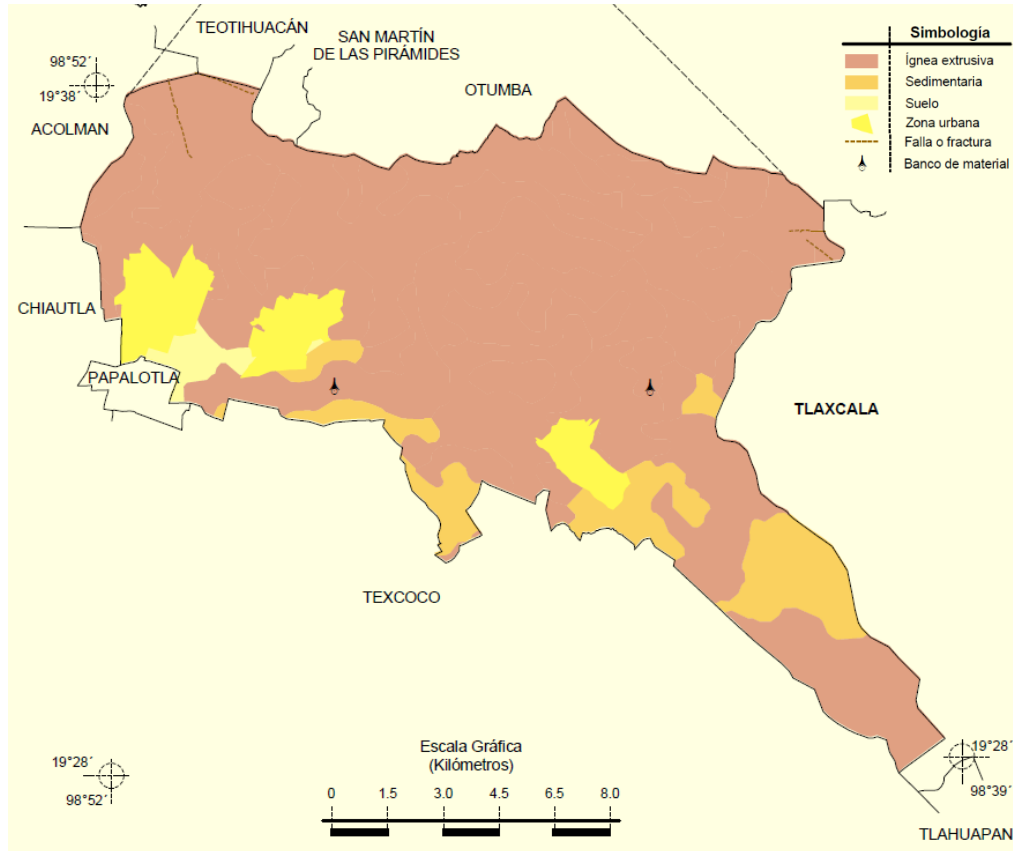 TEOTIHUACÁN
SAN MARTÍN
DE LAS PIRÁMIDES
OTUMBA
98°52´
19°38´
ACOLMAN
Simbología
Ígnea extrusiva
Sedimentaria
Suelo
Zona urbana
Falla o fractura
Banco de material
CHIAUTLA
PAPALOTLA
TLAXCALA
TEXCOCO
Escala Gráfica
(Kilómetros)
0 1.5 3.0 4.5 6.5 8.0
19°28´
98°52´
19°28´
98°39´
TLAHUAPAN